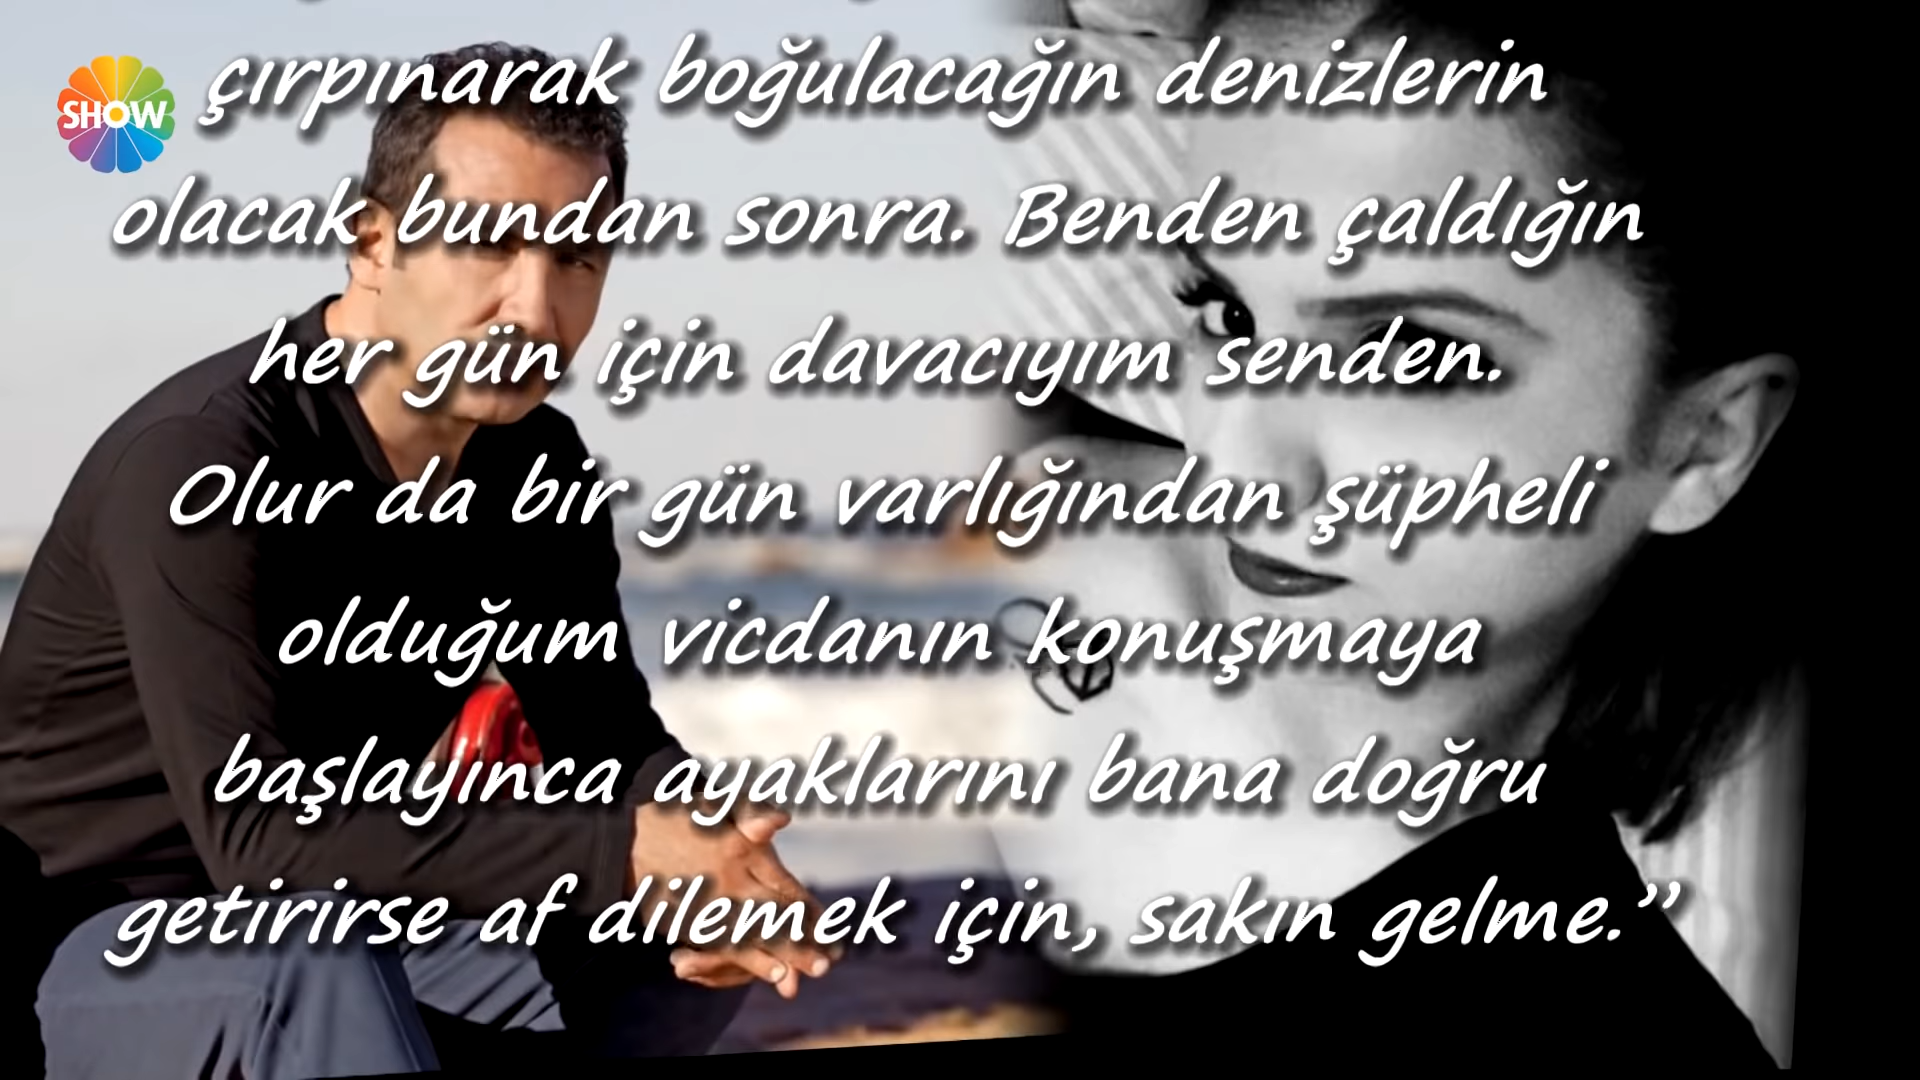 SHOW
çırpınarak boğulacağın denizlerin
olacak bundan sonra. Benden çaldığın
her gün için davacıyım senden.
Olur da bir gün varlığından şüpheli
olduğum vicdanın konuşmaya
başlayınca ayaklarını bana doğru
getirirse af dilemek için, sakın gelme.”